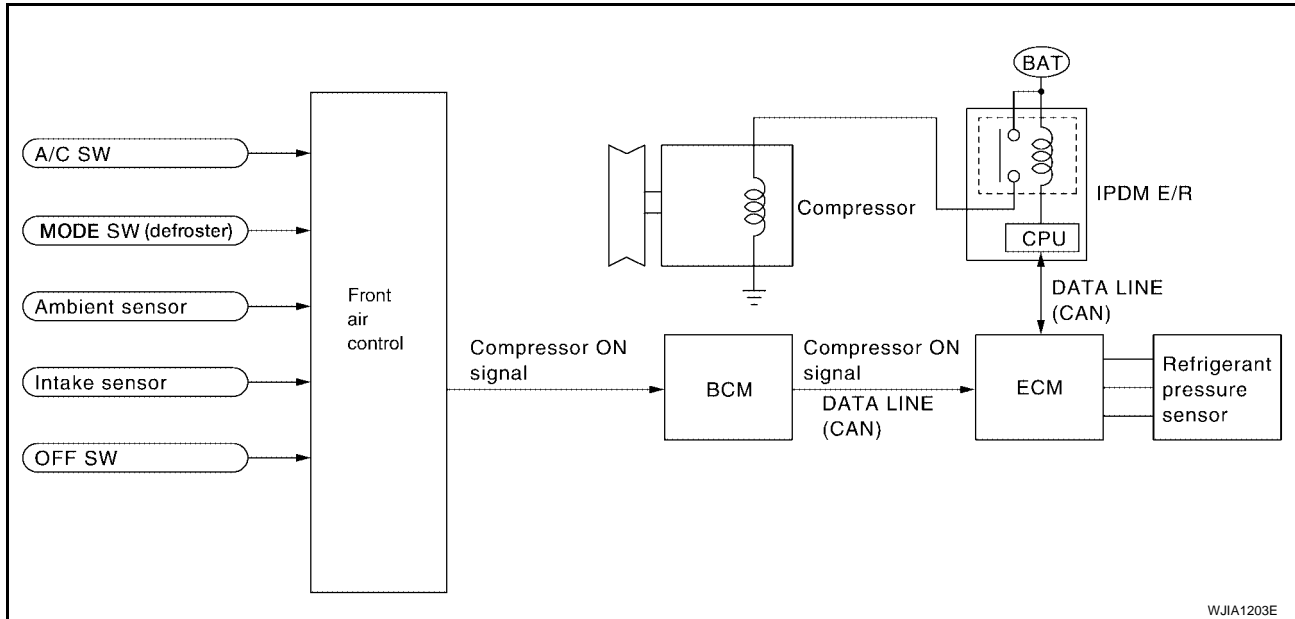 BAT
A/C SW
MODE SW (defroster)
Ambient sensor
Intake sensor
OFF SW
Front
air
control
Compressor ON
signal
BCM
Compressor ON
signal
DATA LINE
(CAN)
Compressor
IPDM E/R
CPU
DATA LINE
(CAN)
ECM
Refrigerant
pressure
sensor
WJIA1203E